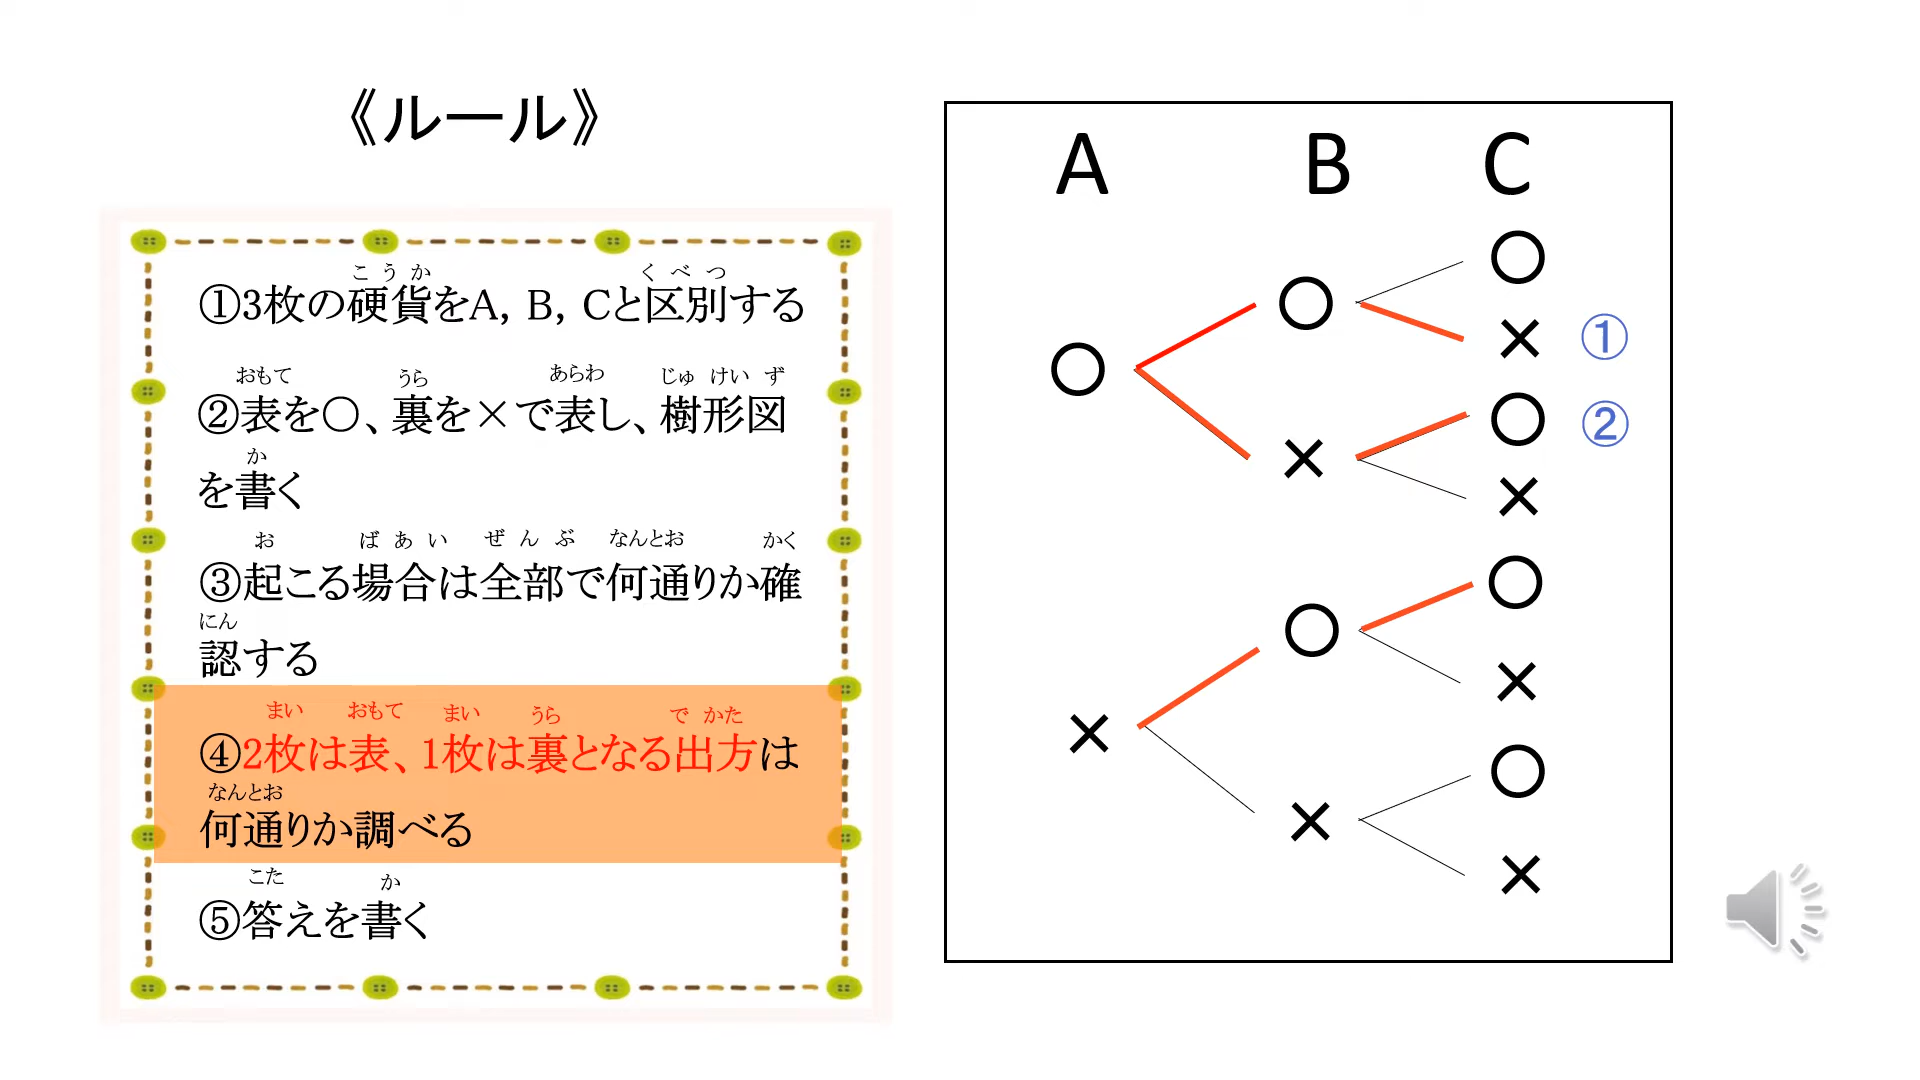 《ルール》
こうか くべつ
①3枚の硬貨をA, B, Cと区別する
おもて うら あらわ じゅ けい ず
②表を○、裏を×で表し、樹形図
か
を書く
お ばあい ぜんぶ なんとお かく
③起こる場合は全部で何通りか確
にん
認する
まい おもて まい うら で かた
④2枚は表、1枚は裏となる出方は
なんとお
何通りか調べる
こた か
⑤答えを書く
A B C
○
○ × ①
○
× ○ ②
×
○ ○
×
×
× ○
×